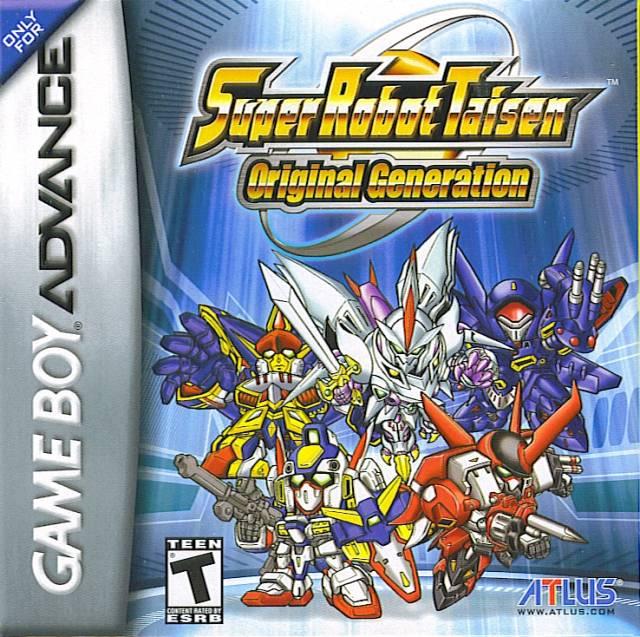 ONLY
FOR
GAME BOY ADVANCE
Super Robot Taisen
TM
Original Generation
TEEN
T
CONTENT RATED BY
ESRB
ATLUS
WWW.ATLUS.COM